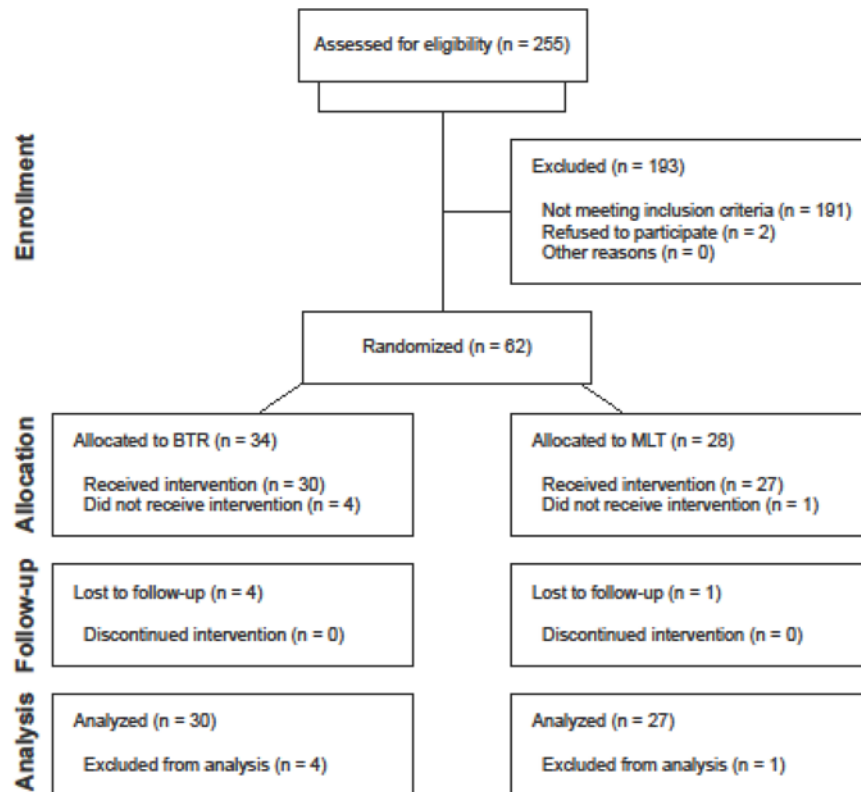 Assessed for eligibility (n = 255)
Enrollment
Excluded (n = 193)
Not meeting inclusion criteria (n = 191)
Refused to participate (n = 2)
Other reasons (n = 0)
Randomized (n = 62)
Allocation
Allocated to BTR (n = 34)
Received intervention (n = 30)
Did not receive intervention (n = 4)
Allocated to MLT (n = 28)
Received intervention (n = 27)
Did not receive intervention (n = 1)
Follow-up
Lost to follow-up (n = 4)
Discontinued intervention (n = 0)
Lost to follow-up (n = 1)
Discontinued intervention (n = 0)
Analysis
Analyzed (n = 30)
Excluded from analysis (n = 4)
Analyzed (n = 27)
Excluded from analysis (n = 1)